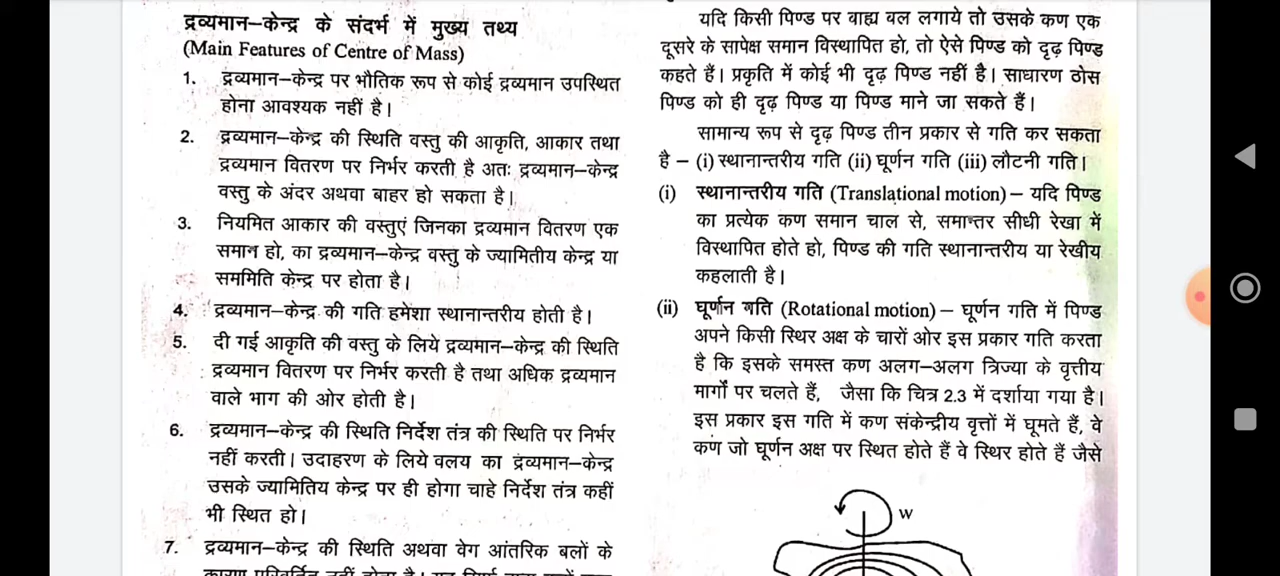 द्रव्यमान–केन्द्र के संदर्भ में मुख्य तथ्य
(Main Features of Centre of Mass)
1. द्रव्यमान–केन्द्र पर भौतिक रूप से कोई द्रव्यमान उपस्थित
होना आवश्यक नहीं है।
2. द्रव्यमान–केन्द्र की स्थिति वस्तु की आकृति, आकार तथा
द्रव्यमान वितरण पर निर्भर करती है अतः द्रव्यमान–केन्द्र
वस्तु के अंदर अथवा बाहर हो सकता है।
3. नियमित आकार की वस्तुएं जिनका द्रव्यमान वितरण एक
समान हो, का द्रव्यमान–केन्द्र वस्तु के ज्यामितीय केन्द्र या
सममिति केन्द्र पर होता है।
4. द्रव्यमान–केन्द्र की गति हमेशा स्थानान्तरीय होती है।
5. दी गई आकृति की वस्तु के लिये द्रव्यमान–केन्द्र की स्थिति
द्रव्यमान वितरण पर निर्भर करती है तथा अधिक द्रव्यमान
वाले भाग की ओर होती है।
6. द्रव्यमान–केन्द्र की स्थिति निर्देश तंत्र की स्थिति पर निर्भर
नहीं करती। उदाहरण के लिये वलय का द्रव्यमान–केन्द्र
उसके ज्यामितिय केन्द्र पर ही होगा चाहे निर्देश तंत्र कहीं
भी स्थित हो।
7. द्रव्यमान–केन्द्र की स्थिति अथवा वेग आंतरिक बलों के
यदि किसी पिण्ड पर बाह्य बल लगाये तो उसके कण एक
दूसरे के सापेक्ष समान विस्थापित हो, तो ऐसे पिण्ड को दृढ़ पिण्ड
कहते हैं। प्रकृति में कोई भी दृढ़ पिण्ड नहीं है। साधारण ठोस
पिण्ड को ही दृढ़ पिण्ड या पिण्ड माने जा सकते हैं।
सामान्य रूप से दृढ़ पिण्ड तीन प्रकार से गति कर सकता
है – (i) स्थानान्तरीय गति (ii) घूर्णन गति (iii) लौटनी गति।
(i) स्थानान्तरीय गति (Translational motion) – यदि पिण्ड
का प्रत्येक कण समान चाल से, समान्तर सीधी रेखा में
विस्थापित होते हो, पिण्ड की गति स्थानान्तरीय या रेखीय
कहलाती है।
(ii) घूर्णन गति (Rotational motion) – घूर्णन गति में पिण्ड
अपने किसी स्थिर अक्ष के चारों ओर इस प्रकार गति करता
है कि इसके समस्त कण अलग–अलग त्रिज्या के वृत्तीय
मार्गों पर चलते हैं, जैसा कि चित्र 2.3 में दर्शाया गया है।
इस प्रकार इस गति में कण संकेन्द्रीय वृत्तों में घूमते हैं, वे
कण जो घूर्णन अक्ष पर स्थित होते हैं वे स्थिर होते हैं जैसे
w